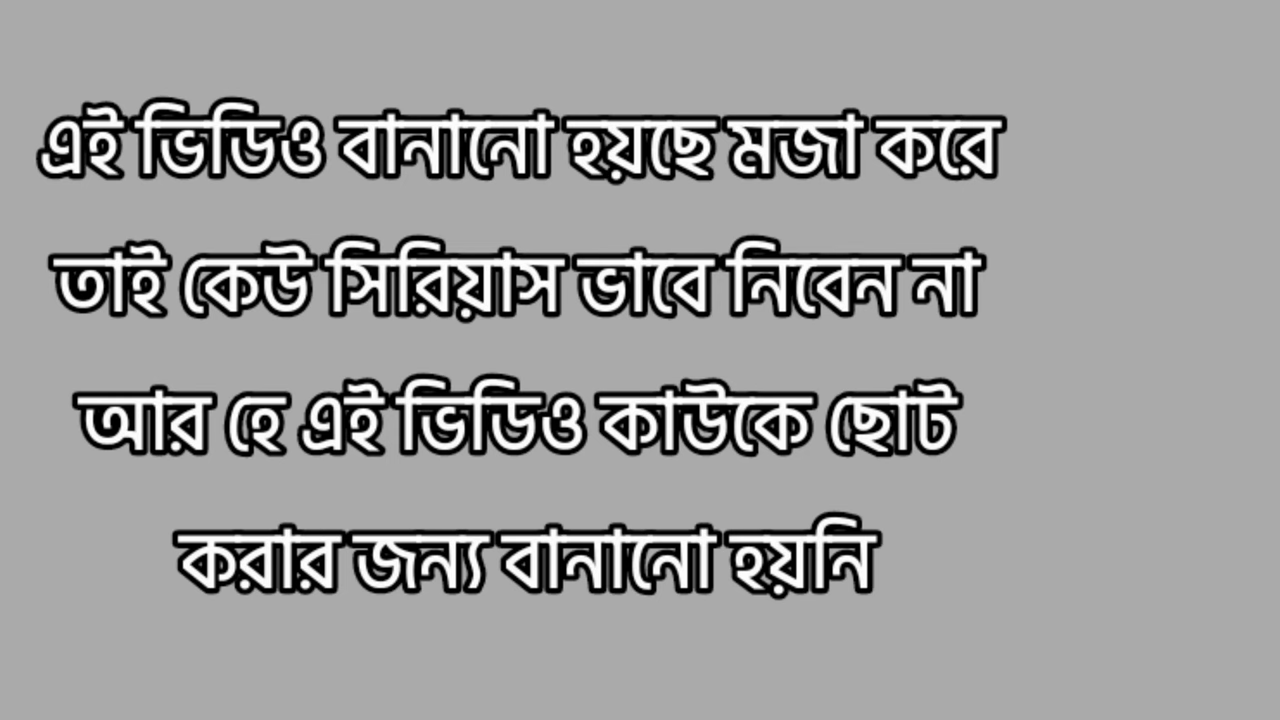 এই ভিডিও বানানো হয়ছে মজা করে
তাই কেউ সিরিয়াস ভাবে নিবেন না
আর হে এই ভিডিও কাউকে ছোট
করার জন্য বানানো হয়নি